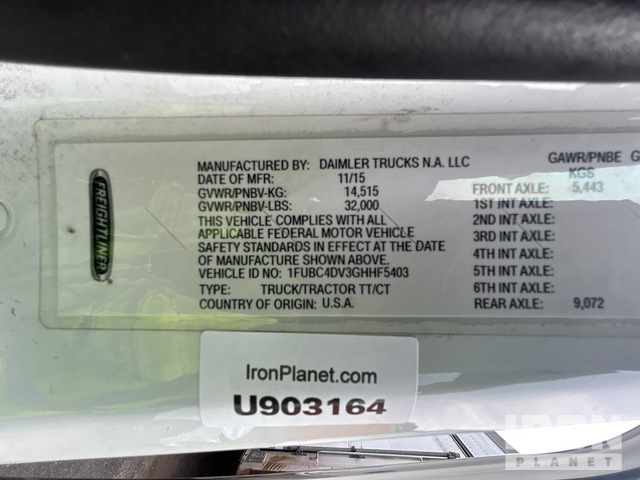 FREIGHTLINER
MANUFACTURED BY: DAIMLER TRUCKS N.A. LLC
DATE OF MFR: 11/15
GVWR/PNBV-KG: 14,515
GVWR/PNBV-LBS: 32,000
THIS VEHICLE COMPLIES WITH ALL
APPLICABLE FEDERAL MOTOR VEHICLE
SAFETY STANDARDS IN EFFECT AT THE DATE
OF MANUFACTURE SHOWN ABOVE.
VEHICLE ID NO: 1FUBC4DV3GHHF5403
TYPE: TRUCK/TRACTOR TT/CT
COUNTRY OF ORIGIN: U.S.A.
GAWR/PNBE G
KGS
FRONT AXLE: 5,443
1ST INT AXLE:
2ND INT AXLE:
3RD INT AXLE:
4TH INT AXLE:
5TH INT AXLE:
6TH INT AXLE:
REAR AXLE: 9,072
IronPlanet.com
U903164
IRON
PLANET